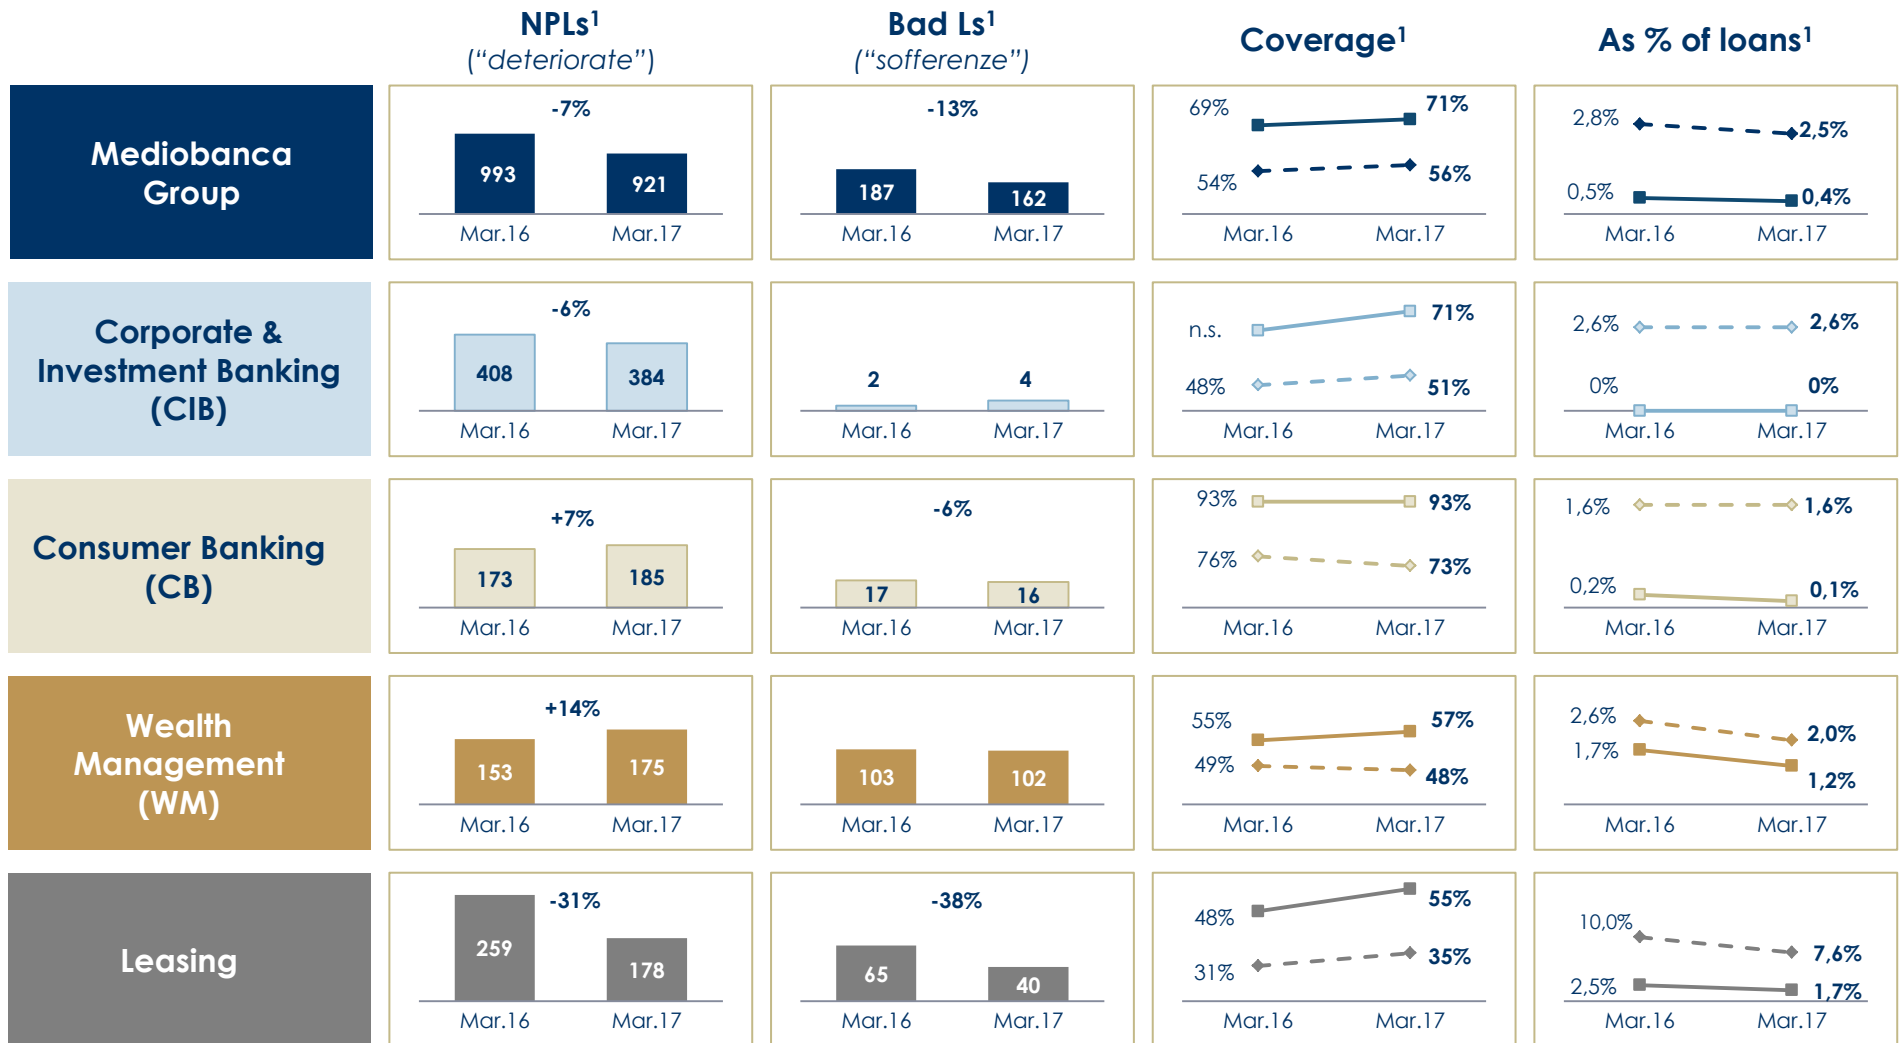 NPLs¹
(“deteriorate”)
Bad Ls¹
(“sofferenze”)
Coverage¹
As % of loans¹
Mediobanca
Group
-7%
993
921
Mar.16
Mar.17
-13%
187
162
Mar.16
Mar.17
69%
71%
54%
56%
Mar.16
Mar.17
2,8%
2,5%
0,5%
0,4%
Mar.16
Mar.17
Corporate &
Investment Banking
(CIB)
-6%
408
384
Mar.16
Mar.17
2
4
Mar.16
Mar.17
n.s.
71%
48%
51%
Mar.16
Mar.17
2,6%
2,6%
0%
0%
Mar.16
Mar.17
Consumer Banking
(CB)
+7%
173
185
Mar.16
Mar.17
-6%
17
16
Mar.16
Mar.17
93%
93%
76%
73%
Mar.16
Mar.17
1,6%
1,6%
0,2%
0,1%
Mar.16
Mar.17
Wealth
Management
(WM)
+14%
153
175
Mar.16
Mar.17
103
102
Mar.16
Mar.17
55%
57%
49%
48%
Mar.16
Mar.17
2,6%
2,0%
1,7%
1,2%
Mar.16
Mar.17
Leasing
-31%
259
178
Mar.16
Mar.17
-38%
65
40
Mar.16
Mar.17
48%
55%
31%
35%
Mar.16
Mar.17
10,0%
7,6%
2,5%
1,7%
Mar.16
Mar.17